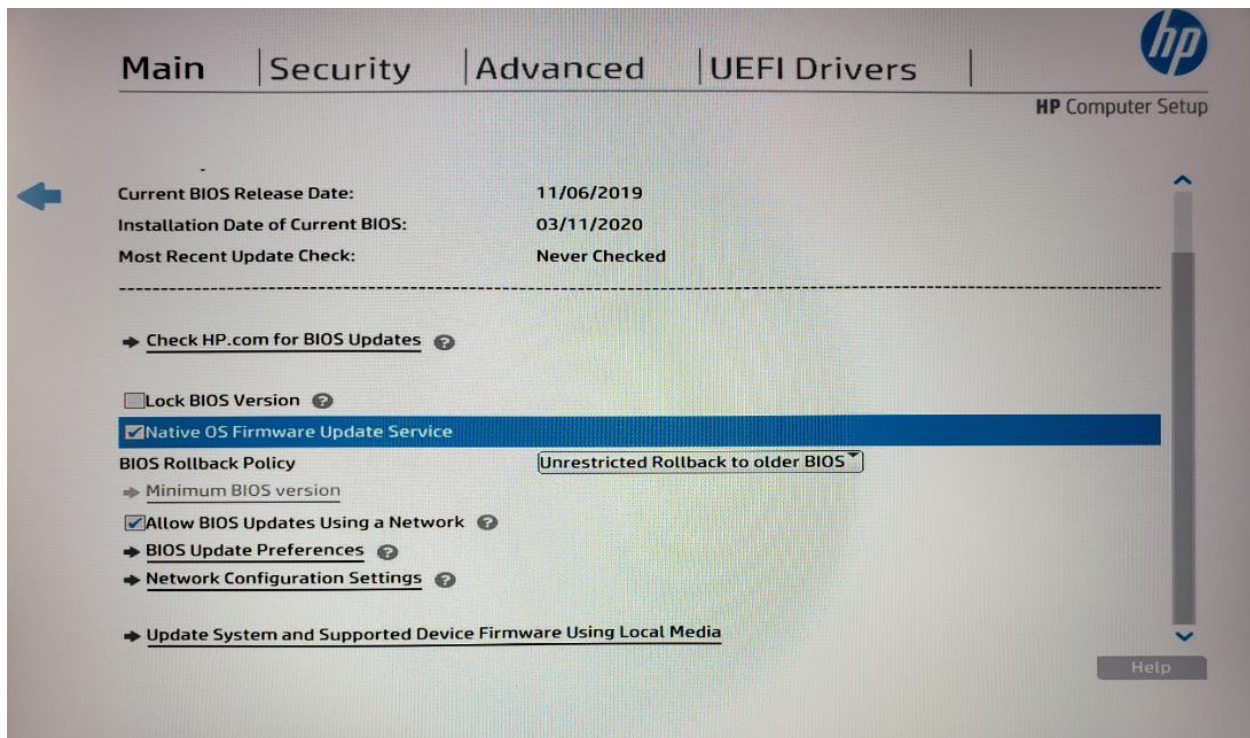 hp
Main | Security | Advanced | UEFI Drivers |
HP Computer Setup
Current BIOS Release Date: 11/06/2019
Installation Date of Current BIOS: 03/11/2020
Most Recent Update Check: Never Checked
Check HP.com for BIOS Updates ?
Lock BIOS Version ?
Native OS Firmware Update Service
BIOS Rollback Policy Unrestricted Rollback to older BIOS
Minimum BIOS version
Allow BIOS Updates Using a Network ?
BIOS Update Preferences ?
Network Configuration Settings ?
Update System and Supported Device Firmware Using Local Media
Help